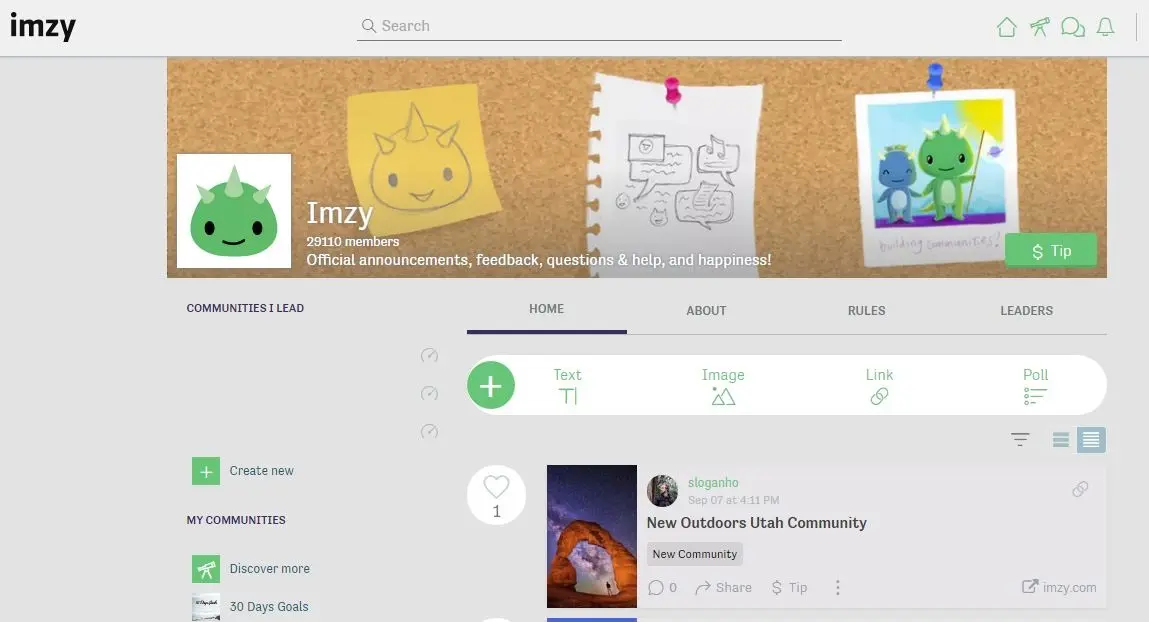 imzy
Search
building communities?
Imzy
29110 members
Official announcements, feedback, questions & help, and happiness!
$ Tip
COMMUNITIES I LEAD
HOME
ABOUT
RULES
LEADERS
Text
Image
Link
Poll
Create new
MY COMMUNITIES
Discover more
30 Days Goals
1
sloganho
Sep 07 at 4:11 PM
New Outdoors Utah Community
New Community
0
Share
$ Tip
imzy.com